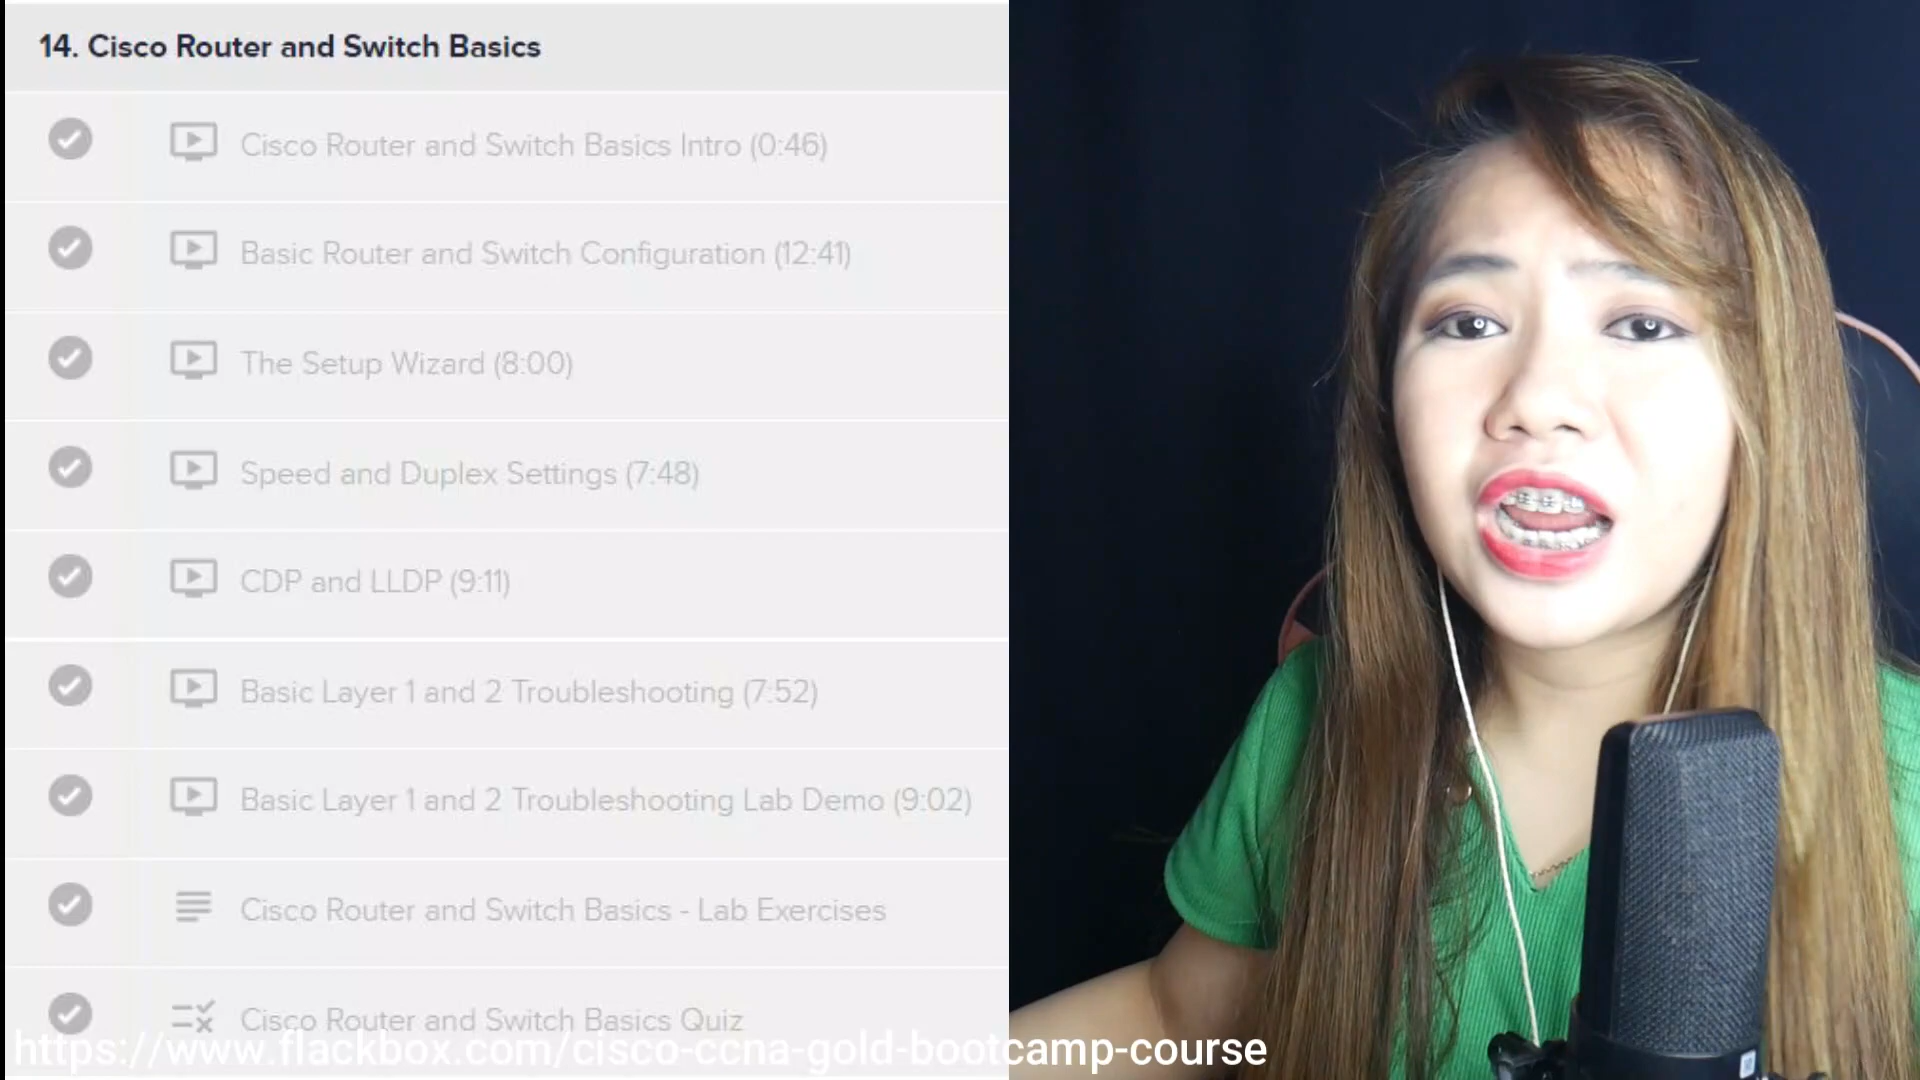 14. Cisco Router and Switch Basics
Cisco Router and Switch Basics Intro (0:46)
Basic Router and Switch Configuration (12:41)
The Setup Wizard (8:00)
Speed and Duplex Settings (7:48)
CDP and LLDP (9:11)
Basic Layer 1 and 2 Troubleshooting (7:52)
Basic Layer 1 and 2 Troubleshooting Lab Demo (9:02)
Cisco Router and Switch Basics - Lab Exercises
Cisco Router and Switch Basics Quiz
https://www.flackbox.com/cisco-ccna-gold-bootcamp-course